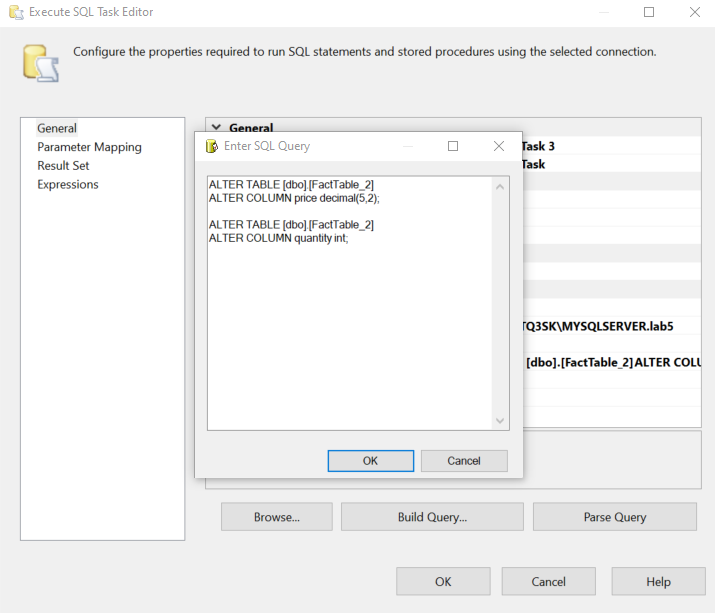 Execute SQL Task Editor
Configure the properties required to run SQL statements and stored procedures using the selected connection.
General
Parameter Mapping
Result Set
Expressions
General
Task 3
Task
TQ3SK\MYSQLSERVER.lab5
[dbo].[FactTable_2]ALTER COLU
Enter SQL Query
ALTER TABLE [dbo].[FactTable_2]
ALTER COLUMN price decimal(5,2);
ALTER TABLE [dbo].[FactTable_2]
ALTER COLUMN quantity int;
OK Cancel
Browse... Build Query... Parse Query
OK Cancel Help